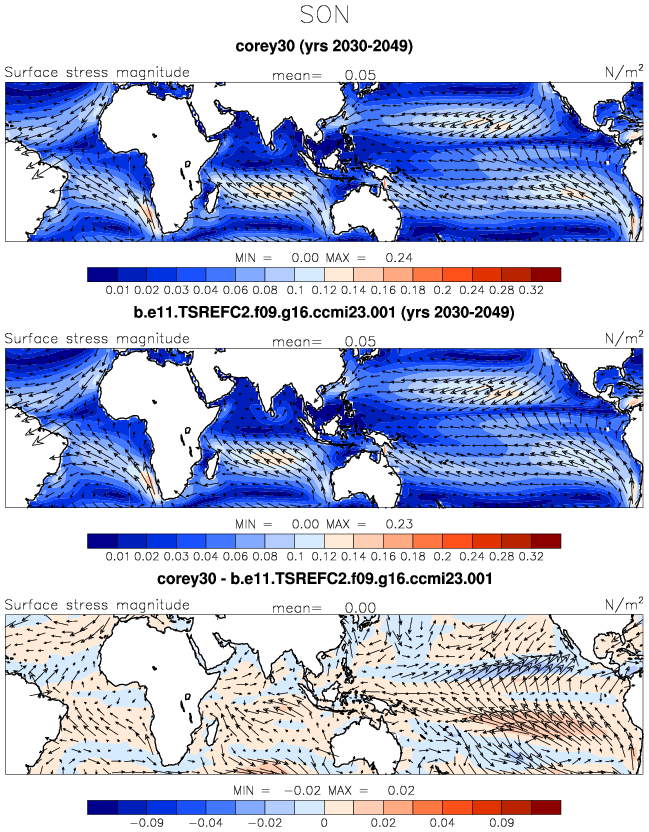 SON
corey30 (yrs 2030-2049)
Surface stress magnitude mean= 0.05 N/m²
MIN = 0.00 MAX = 0.24
0.01 0.02 0.03 0.04 0.06 0.08 0.1 0.12 0.14 0.16 0.18 0.2 0.24 0.28 0.32
b.e11.TSREFC2.f09.g16.ccmi23.001 (yrs 2030-2049)
Surface stress magnitude mean= 0.05 N/m²
MIN = 0.00 MAX = 0.23
0.01 0.02 0.03 0.04 0.06 0.08 0.1 0.12 0.14 0.16 0.18 0.2 0.24 0.28 0.32
corey30 - b.e11.TSREFC2.f09.g16.ccmi23.001
Surface stress magnitude mean= 0.00 N/m²
MIN = −0.02 MAX = 0.02
−0.09 −0.04 −0.02 0 0.02 0.04 0.09